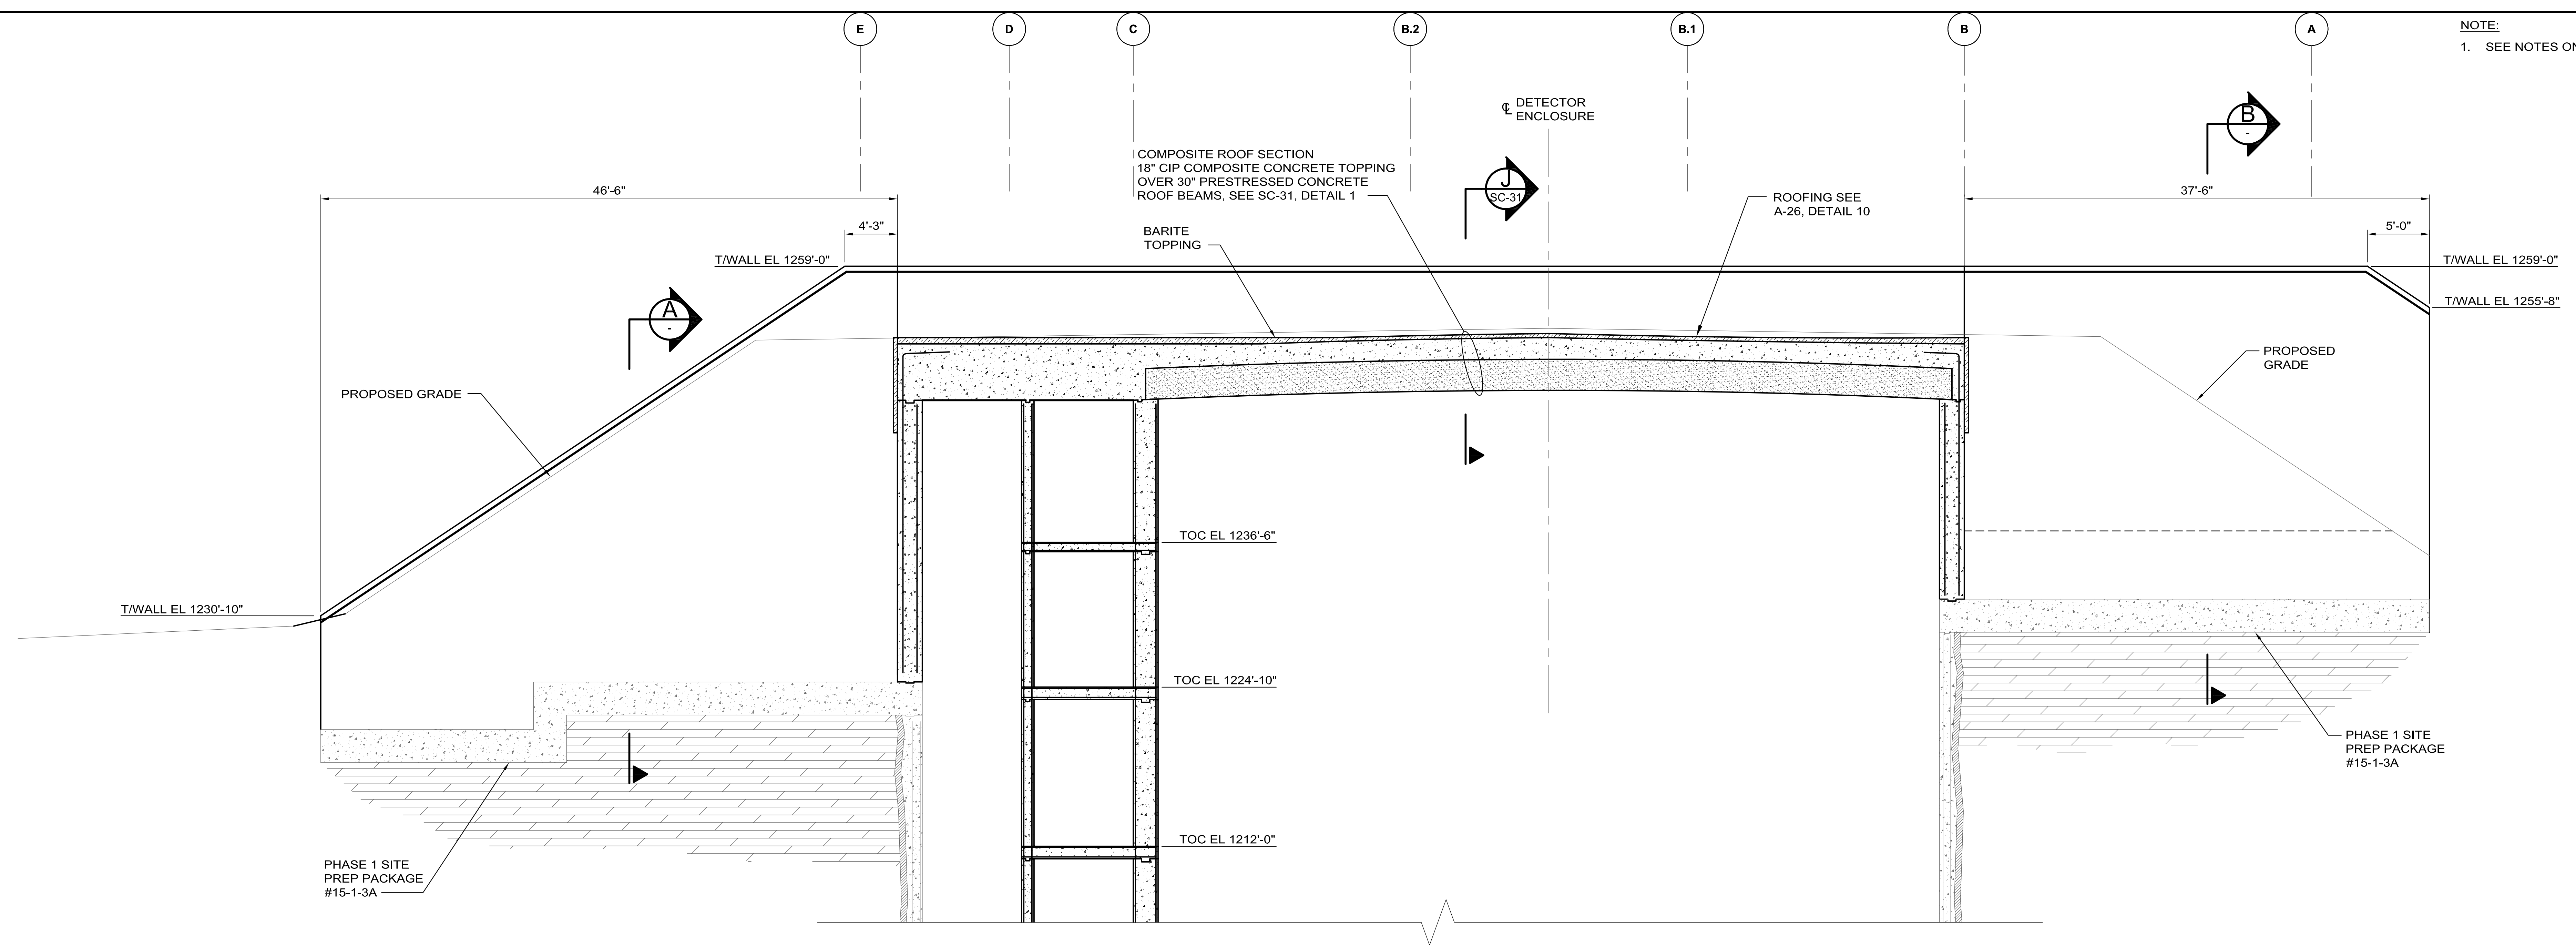 E
D
C
B.2
B.1
B
A
NOTE:
1. SEE NOTES ON
℄ DETECTOR
ENCLOSURE
B
-
COMPOSITE ROOF SECTION
18" CIP COMPOSITE CONCRETE TOPPING
OVER 30" PRESTRESSED CONCRETE
ROOF BEAMS, SEE SC-31, DETAIL 1
J
SC-31
46'-6"
37'-6"
ROOFING SEE
A-26, DETAIL 10
4'-3"
5'-0"
BARITE
TOPPING
T/WALL EL 1259'-0"
T/WALL EL 1259'-0"
T/WALL EL 1255'-8"
A
-
PROPOSED GRADE
PROPOSED
GRADE
TOC EL 1236'-6"
T/WALL EL 1230'-10"
TOC EL 1224'-10"
PHASE 1 SITE
PREP PACKAGE
#15-1-3A
TOC EL 1212'-0"
PHASE 1 SITE
PREP PACKAGE
#15-1-3A